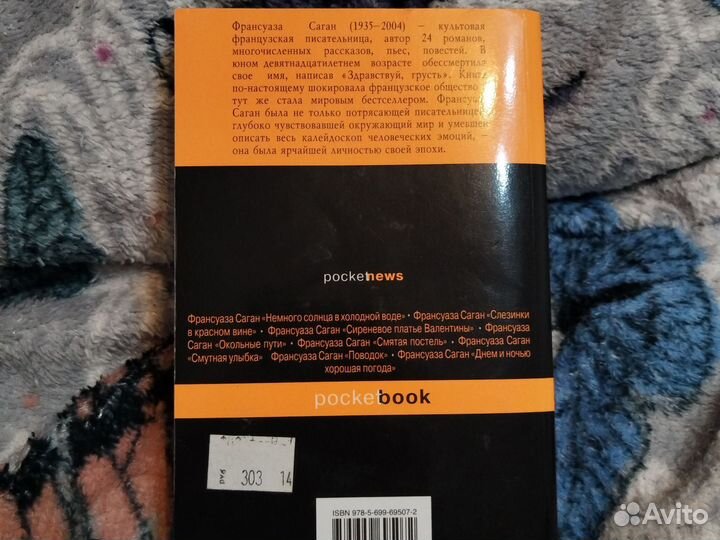 Франсуаза Саган (1935–2004) – культовая
французская писательница, автор 24 романов,
многочисленных рассказов, пьес, повестей. В
юном девятнадцатилетнем возрасте обессмертила
свое имя, написав «Здравствуй, грусть». Книга
по-настоящему шокировала французское общество и
тут же стала мировым бестселлером. Франсуаза
Саган была не только потрясающей писательницей,
глубоко чувствовавшей окружающий мир и умевшей
описать весь калейдоскоп человеческих эмоций, –
она была ярчайшей личностью своей эпохи.
pocketnews
Франсуаза Саган «Немного солнца в холодной воде» • Франсуаза Саган «Слезинки
в красном вине» • Франсуаза Саган «Сиреневое платье Валентины» • Франсуаза
Саган «Окольные пути» • Франсуаза Саган «Смятая постель» • Франсуаза Саган
«Смутная улыбка» Франсуаза Саган «Поводок» • Франсуаза Саган «Днем и ночью
хорошая погода»
pocketbook
303 14
руб
ISBN 978-5-699-69507-2
Avito